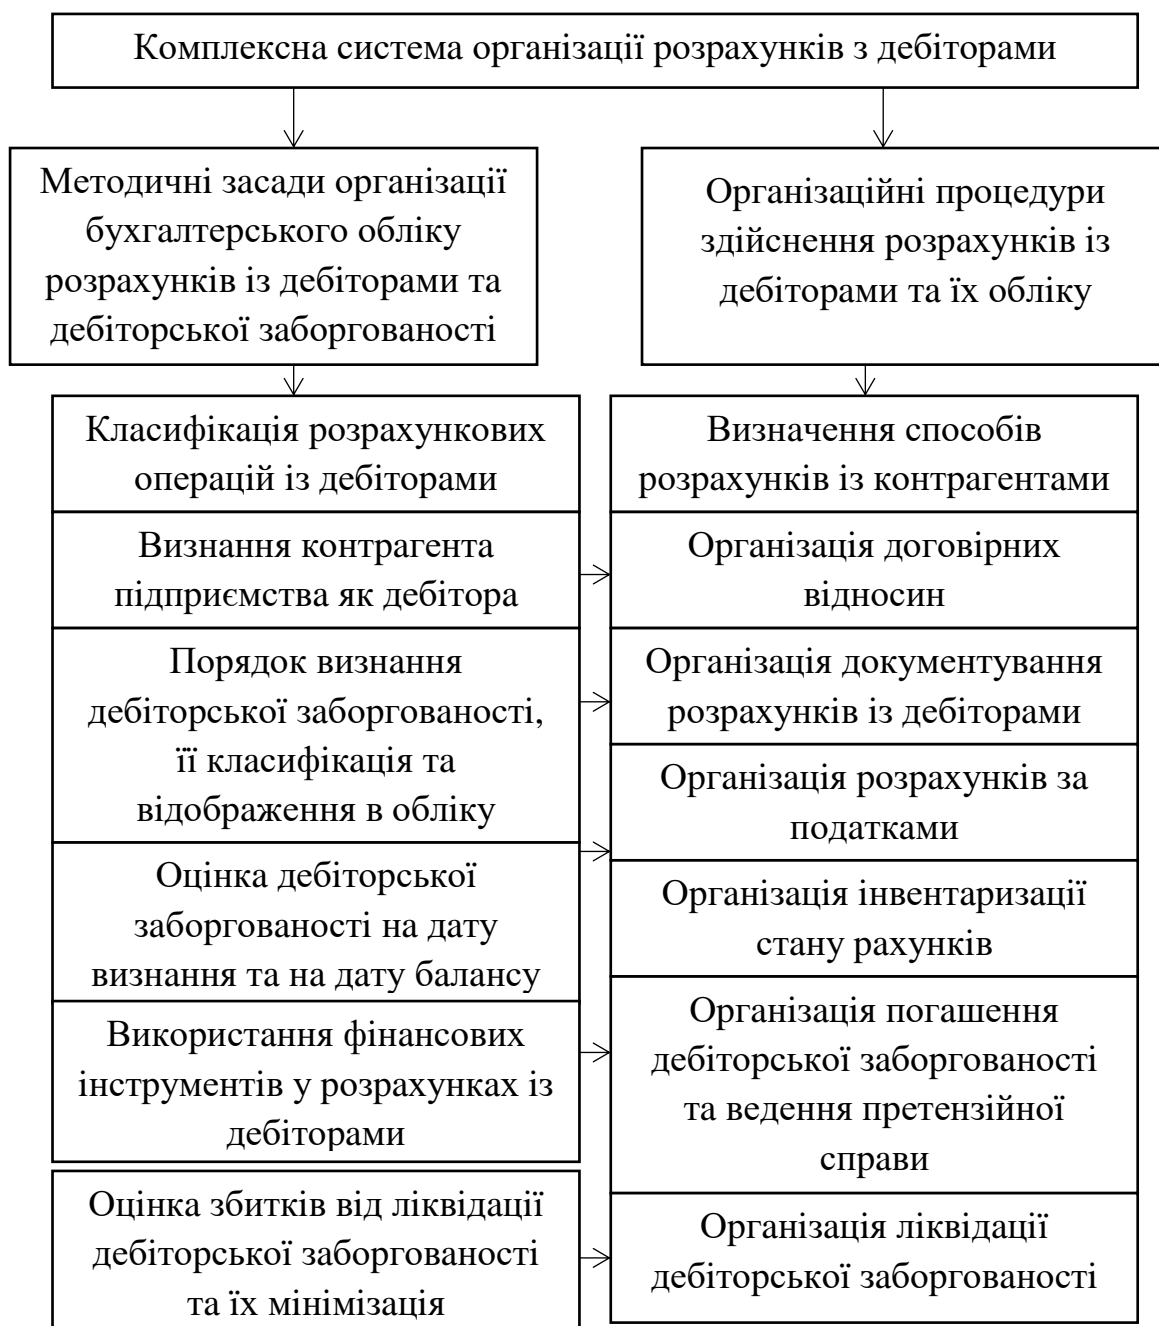 Комплексна система організації розрахунків з дебіторами
Методичні засади організації
бухгалтерського обліку
розрахунків із дебіторами та
дебіторської заборгованості
Організаційні процедури
здійснення розрахунків із
дебіторами та їх обліку
Класифікація розрахункових
операцій із дебіторами
Визнання контрагента
підприємства як дебітора
Порядок визнання
дебіторської заборгованості,
її класифікація та
відображення в обліку
Оцінка дебіторської
заборгованості на дату
визнання та на дату балансу
Використання фінансових
інструментів у розрахунках із
дебіторами
Оцінка збитків від ліквідації
дебіторської заборгованості
та їх мінімізація
Визначення способів
розрахунків із контрагентами
Організація договірних
відносин
Організація документування
розрахунків із дебіторами
Організація розрахунків за
податками
Організація інвентаризації
стану рахунків
Організація погашення
дебіторської заборгованості
та ведення претензійної
справи
Організація ліквідації
дебіторської заборгованості